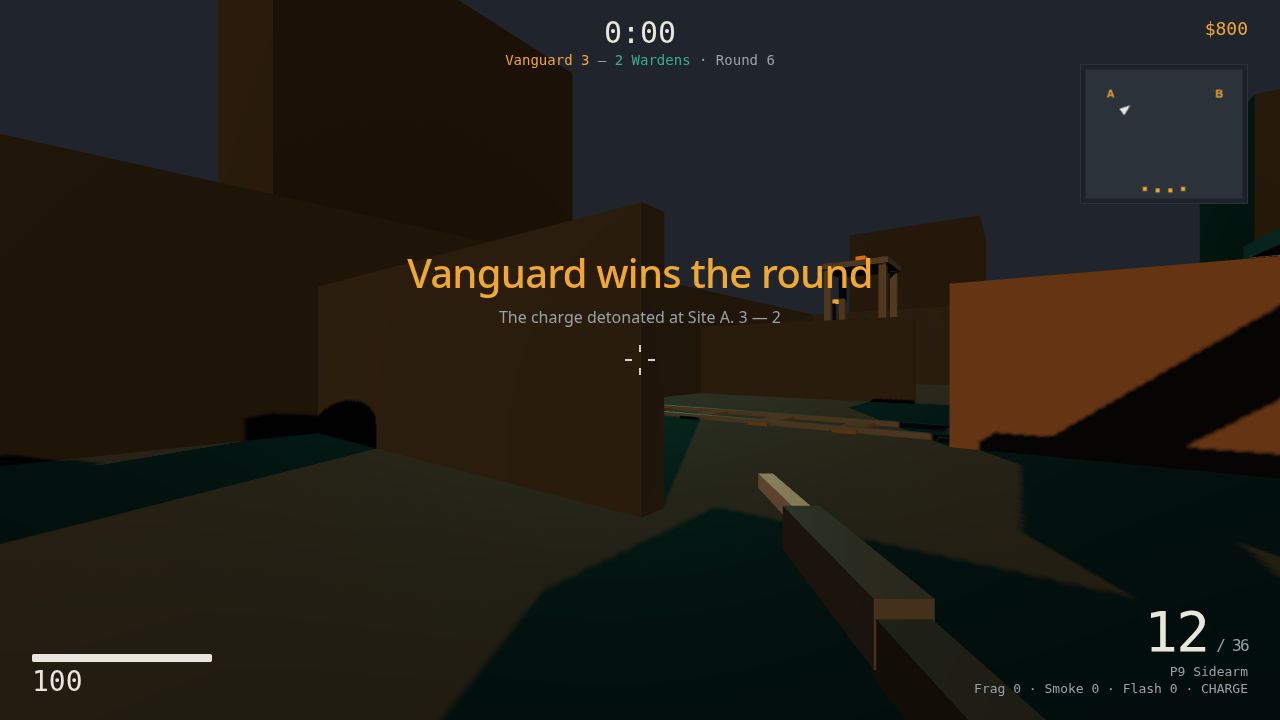 0:00
Vanguard 3 — 2 Wardens · Round 6
$800
A B
Vanguard wins the round
The charge detonated at Site A. 3 — 2
100
12 / 36
P9 Sidearm
Frag 0 · Smoke 0 · Flash 0 · CHARGE